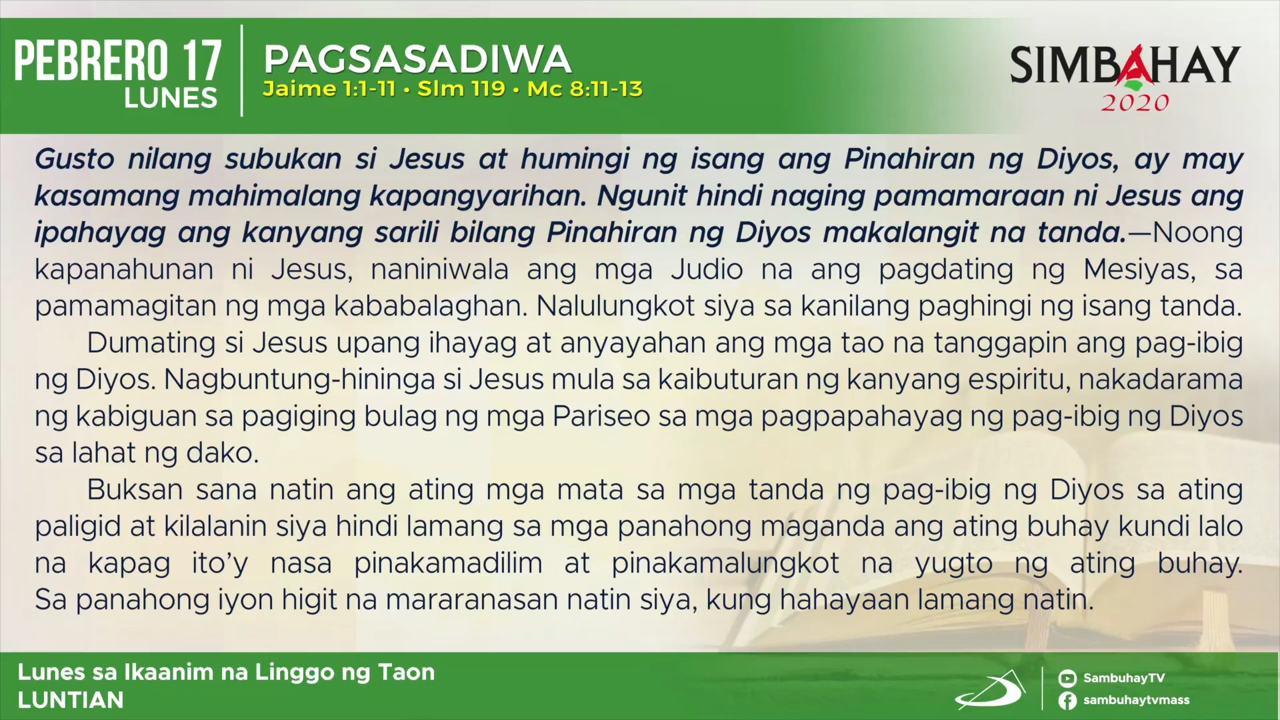 PEBRERO 17
LUNES
PAGSASADIWA
Jaime 1:1-11 • Slm 119 • Mc 8:11-13
SIMBAHAY
2020
Gusto nilang subukan si Jesus at humingi ng isang ang Pinahiran ng Diyos, ay may
kasamang mahimalang kapangyarihan. Ngunit hindi naging pamamaraan ni Jesus ang
ipahayag ang kanyang sarili bilang Pinahiran ng Diyos makalangit na tanda.—Noong
kapanahunan ni Jesus, naniniwala ang mga Judio na ang pagdating ng Mesiyas, sa
pamamagitan ng mga kababalaghan. Nalulungkot siya sa kanilang paghingi ng isang tanda.
Dumating si Jesus upang ihayag at anyayahan ang mga tao na tanggapin ang pag-ibig
ng Diyos. Nagbuntung-hininga si Jesus mula sa kaibuturan ng kanyang espiritu, nakadarama
ng kabiguan sa pagiging bulag ng mga Pariseo sa mga pagpapahayag ng pag-ibig ng Diyos
sa lahat ng dako.
Buksan sana natin ang ating mga mata sa mga tanda ng pag-ibig ng Diyos sa ating
paligid at kilalanin siya hindi lamang sa mga panahong maganda ang ating buhay kundi lalo
na kapag ito'y nasa pinakamadilim at pinakamalungkot na yugto ng ating buhay.
Sa panahong iyon higit na mararanasan natin siya, kung hahayaan lamang natin.
Lunes sa Ikaanim na Linggo ng Taon
LUNTIAN
SambuhayTV
sambuhaytvmass